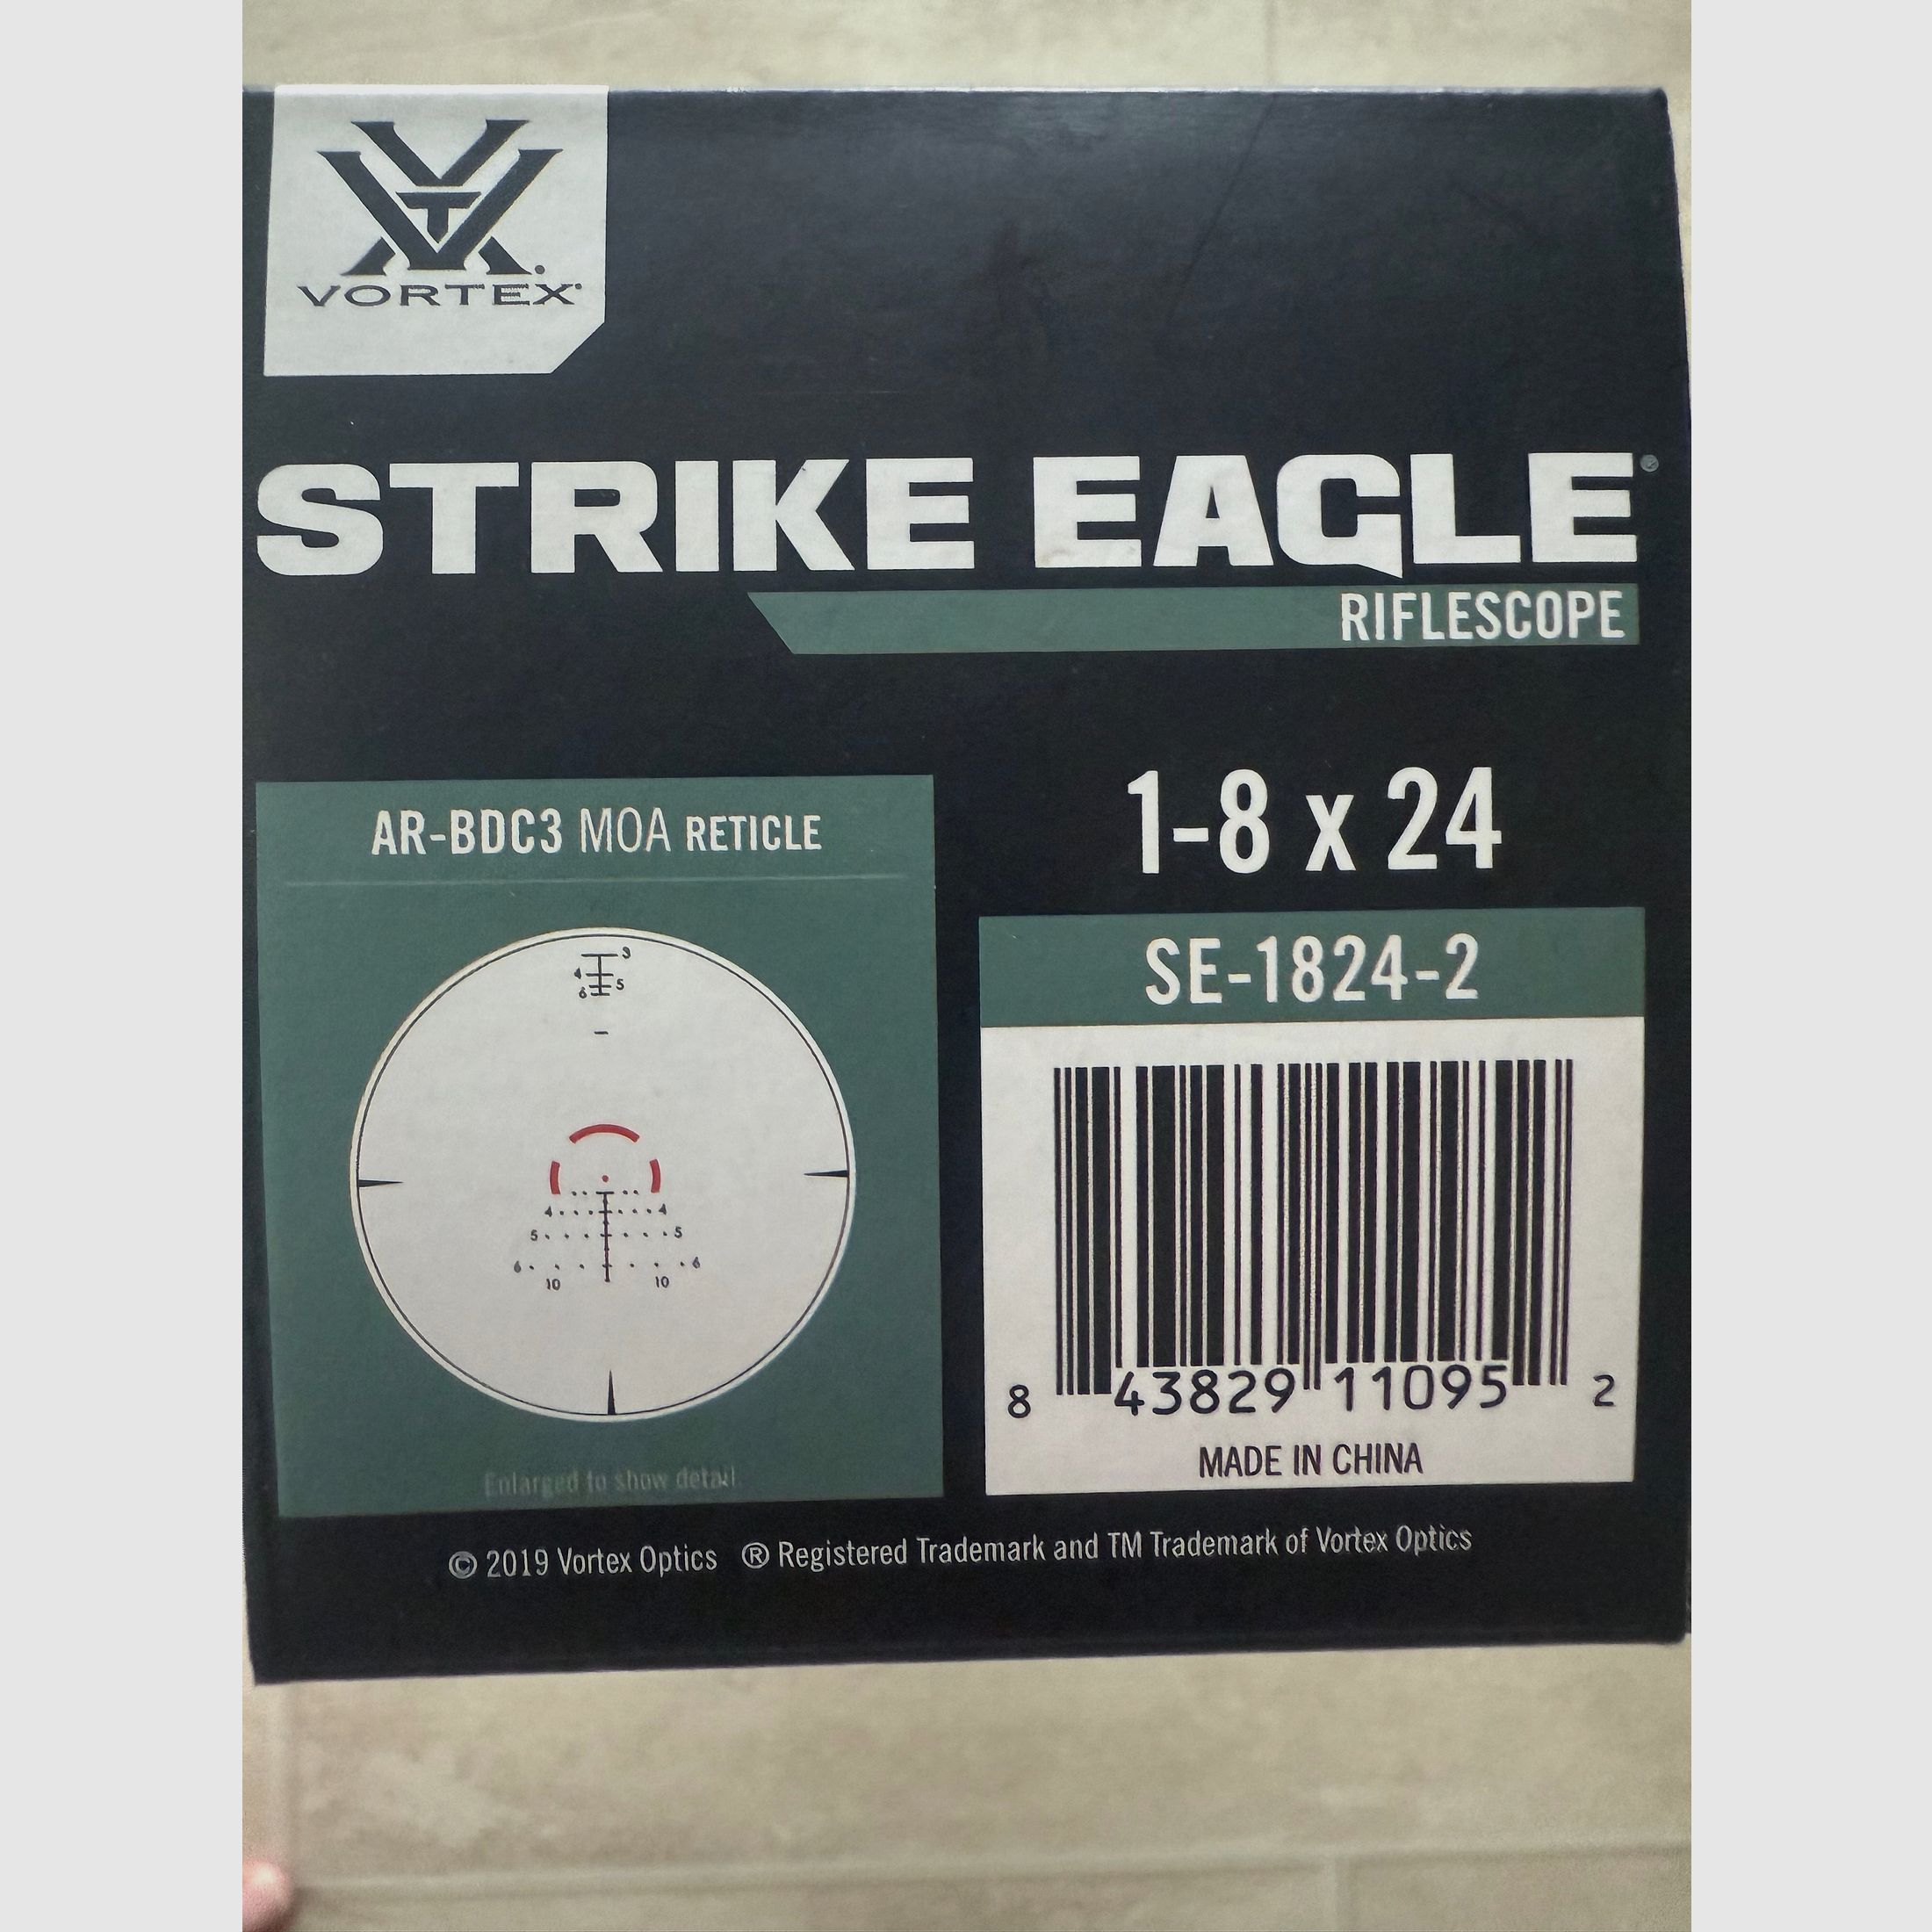 VORTEX
STRIKE EAGLE®
RIFLESCOPE
AR-BDC3 MOA RETICLE
3
4 5
6
4 4
5 5
6 6
10 10
Enlarged to show detail.
1-8 x 24
SE-1824-2
8 43829 11095 2
MADE IN CHINA
© 2019 Vortex Optics ® Registered Trademark and TM Trademark of Vortex Optics